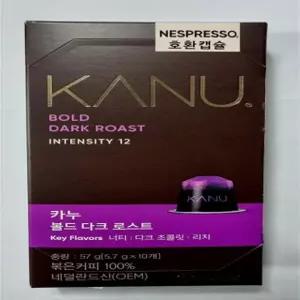 NESPRESSO.
호환캡슐
KANU.
BOLD
DARK ROAST
INTENSITY 12
카누
볼드 다크 로스트
Key Flavors 너티 : 다크 초콜릿 · 리치
총량 : 57 g(5.7 g×10개)
볶은커피 100%
네덜란드산(OEM)